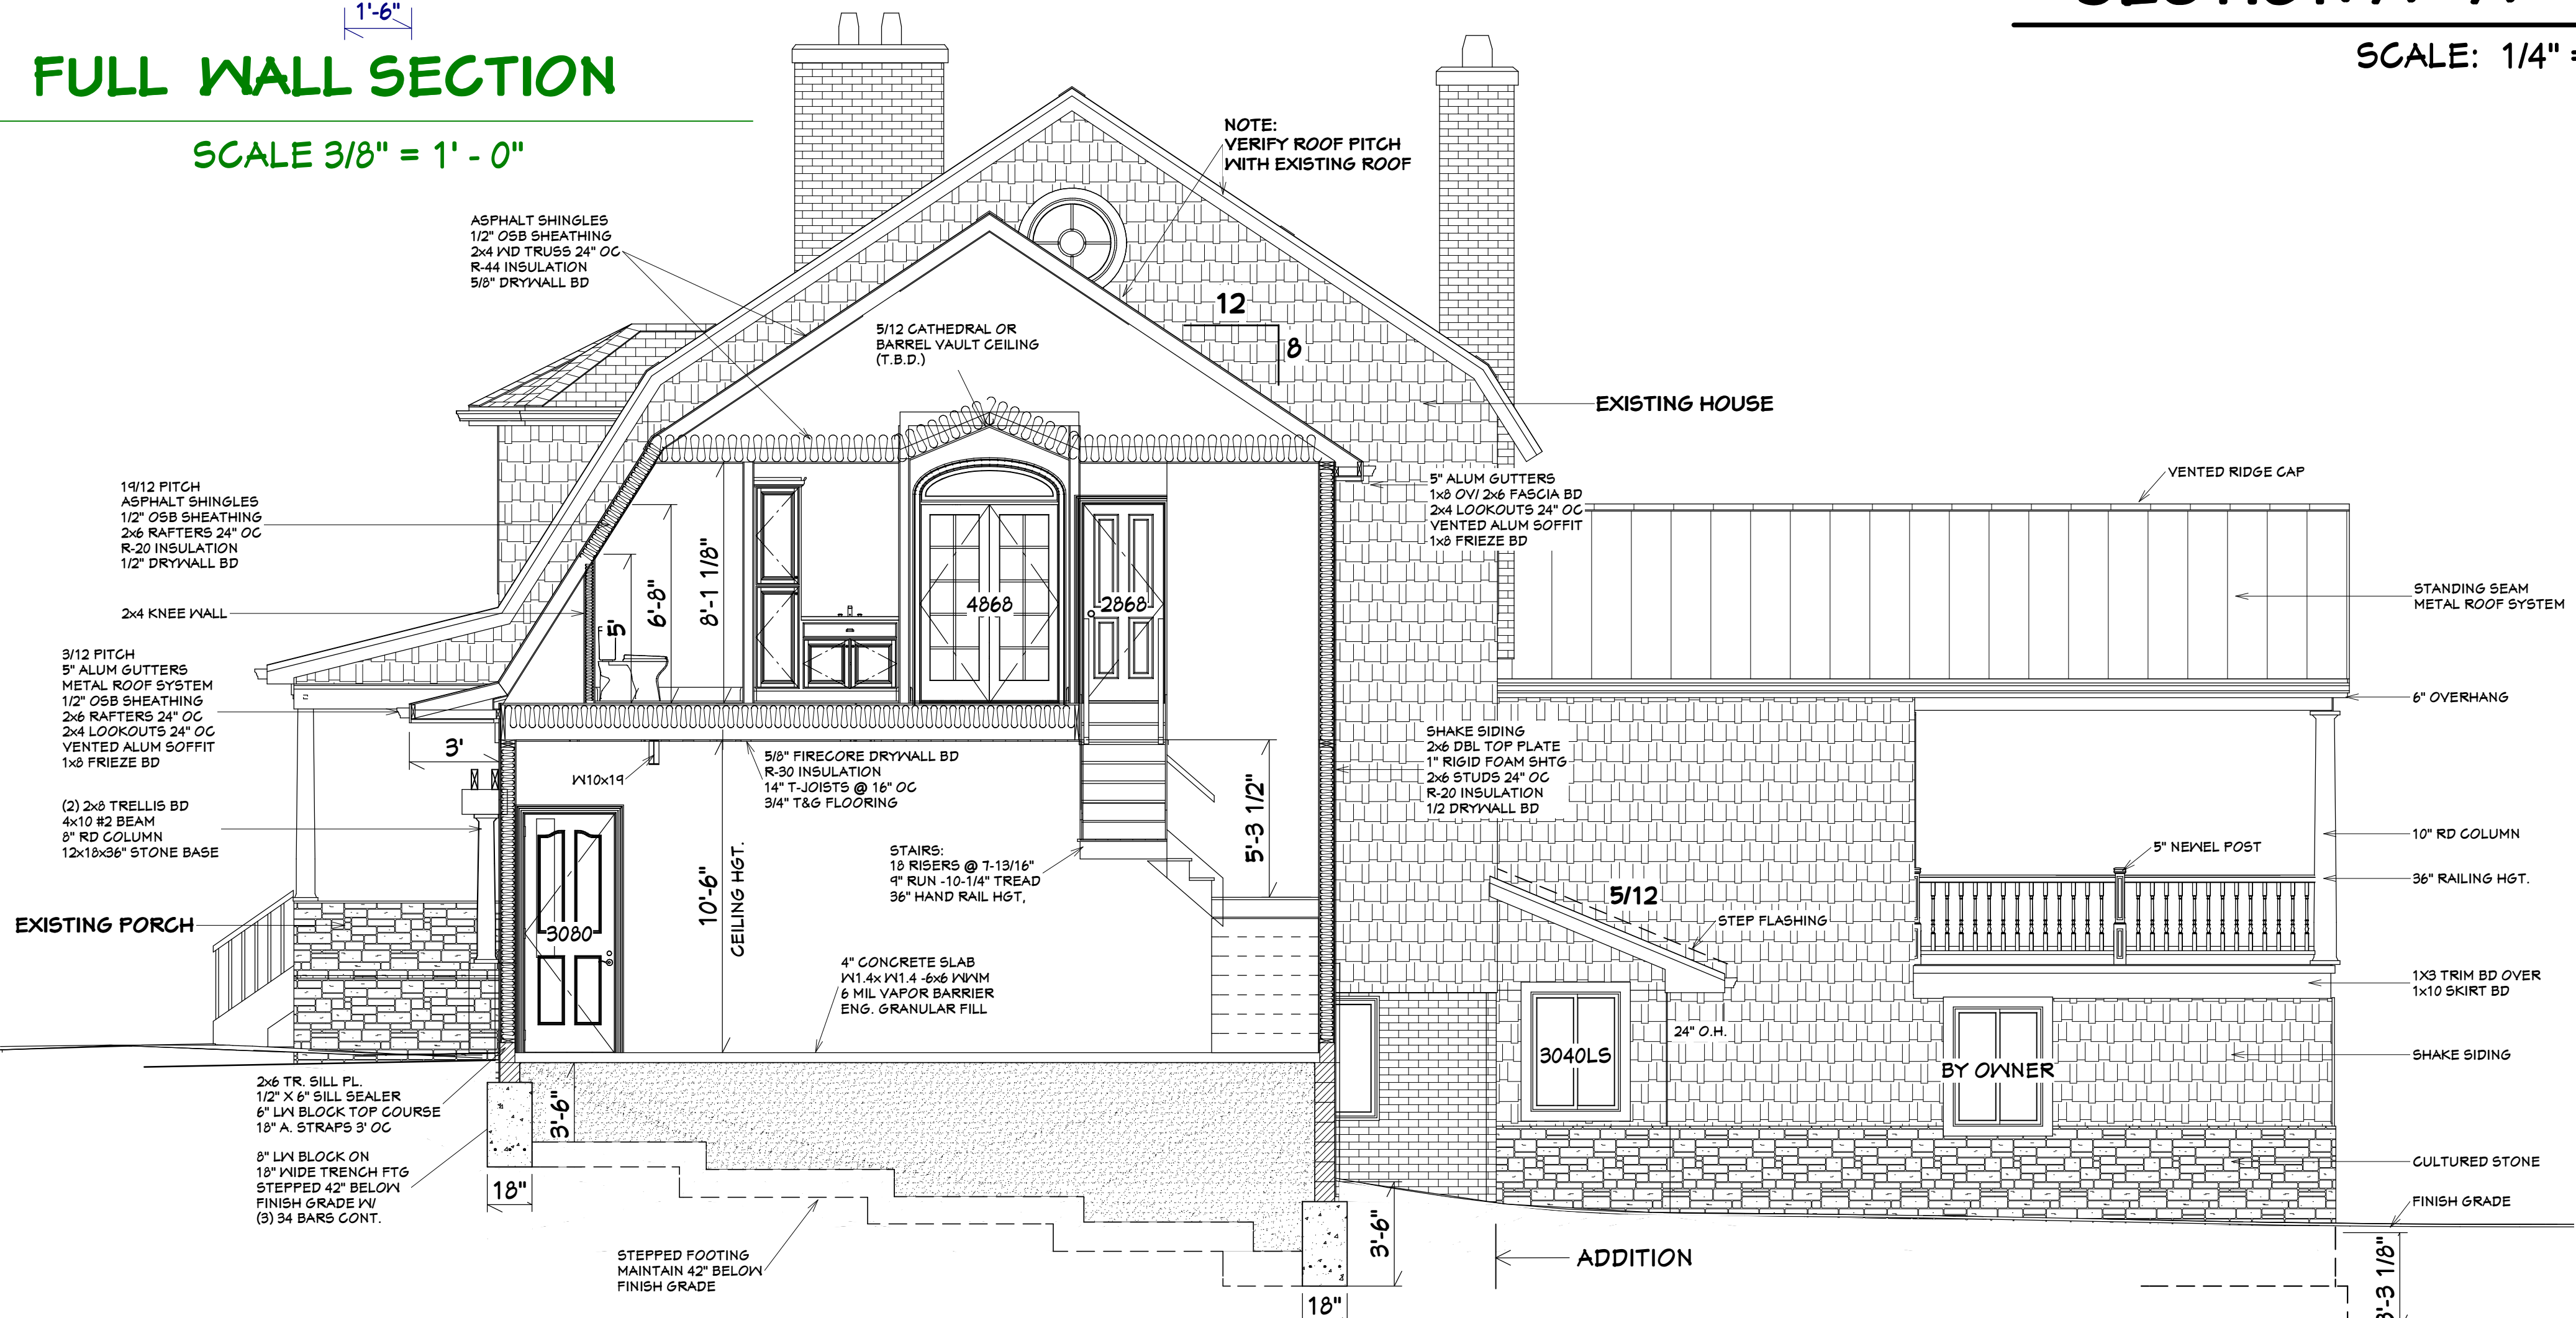 1'-6"
FULL WALL SECTION
SCALE 3/8" = 1' - 0"
SCALE: 1/4" =
NOTE:
VERIFY ROOF PITCH
WITH EXISTING ROOF
ASPHALT SHINGLES
1/2" OSB SHEATHING
2x4 WD TRUSS 24" OC
R-44 INSULATION
5/8" DRYWALL BD
5/12 CATHEDRAL OR
BARREL VAULT CEILING
(T.B.D.)
12
8
EXISTING HOUSE
19/12 PITCH
ASPHALT SHINGLES
1/2" OSB SHEATHING
2x6 RAFTERS 24" OC
R-20 INSULATION
1/2" DRYWALL BD
2x4 KNEE WALL
5" ALUM GUTTERS
1x8 OV/ 2x6 FASCIA BD
2x4 LOOKOUTS 24" OC
VENTED ALUM SOFFIT
1x8 FRIEZE BD
VENTED RIDGE CAP
STANDING SEAM
METAL ROOF SYSTEM
5'
6'-8"
8'-1 1/8"
4868
2868
3/12 PITCH
5" ALUM GUTTERS
METAL ROOF SYSTEM
1/2" OSB SHEATHING
2x6 RAFTERS 24" OC
2x4 LOOKOUTS 24" OC
VENTED ALUM SOFFIT
1x8 FRIEZE BD
6" OVERHANG
3'
W10x19
5/8" FIRECORE DRYWALL BD
R-30 INSULATION
14" T-JOISTS @ 16" OC
3/4" T&G FLOORING
SHAKE SIDING
2x6 DBL TOP PLATE
1" RIGID FOAM SHTG
2x6 STUDS 24" OC
R-20 INSULATION
1/2 DRYWALL BD
(2) 2x8 TRELLIS BD
4x10 #2 BEAM
8" RD COLUMN
12x18x36" STONE BASE
10'-6"
CEILING HGT.
5'-3 1/2"
STAIRS:
18 RISERS @ 7-13/16"
9" RUN -10-1/4" TREAD
36" HAND RAIL HGT,
10" RD COLUMN
5" NEWEL POST
36" RAILING HGT.
5/12
STEP FLASHING
EXISTING PORCH
3080
4" CONCRETE SLAB
W1.4x W1.4 -6x6 WWM
6 MIL VAPOR BARRIER
ENG. GRANULAR FILL
1X3 TRIM BD OVER
1x10 SKIRT BD
24" O.H.
3040LS
BY OWNER
SHAKE SIDING
2x6 TR. SILL PL.
1/2" X 6" SILL SEALER
6" LW BLOCK TOP COURSE
18" A. STRAPS 3' OC
3'-6"
8" LW BLOCK ON
18" WIDE TRENCH FTG
STEPPED 42" BELOW
FINISH GRADE W/
(3) 34 BARS CONT.
18"
CULTURED STONE
FINISH GRADE
STEPPED FOOTING
MAINTAIN 42" BELOW
FINISH GRADE
3'-6"
ADDITION
18"